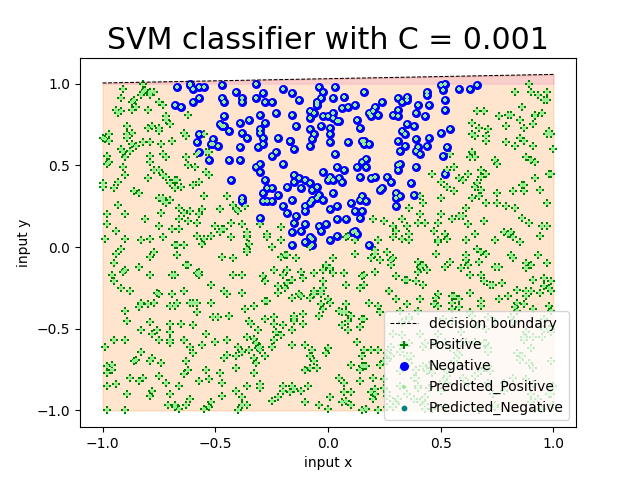 SVM classifier with C = 0.001
input y
1.0
0.5
0.0
−0.5
−1.0
decision boundary
Positive
Negative
Predicted_Positive
Predicted_Negative
−1.0 −0.5 0.0 0.5 1.0
input x